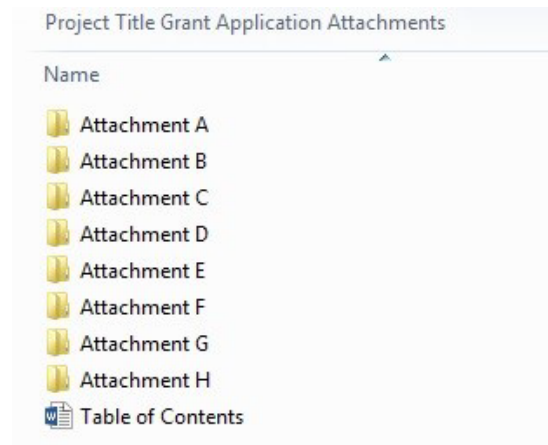 Project Title Grant Application Attachments
Name
Attachment A
Attachment B
Attachment C
Attachment D
Attachment E
Attachment F
Attachment G
Attachment H
Table of Contents